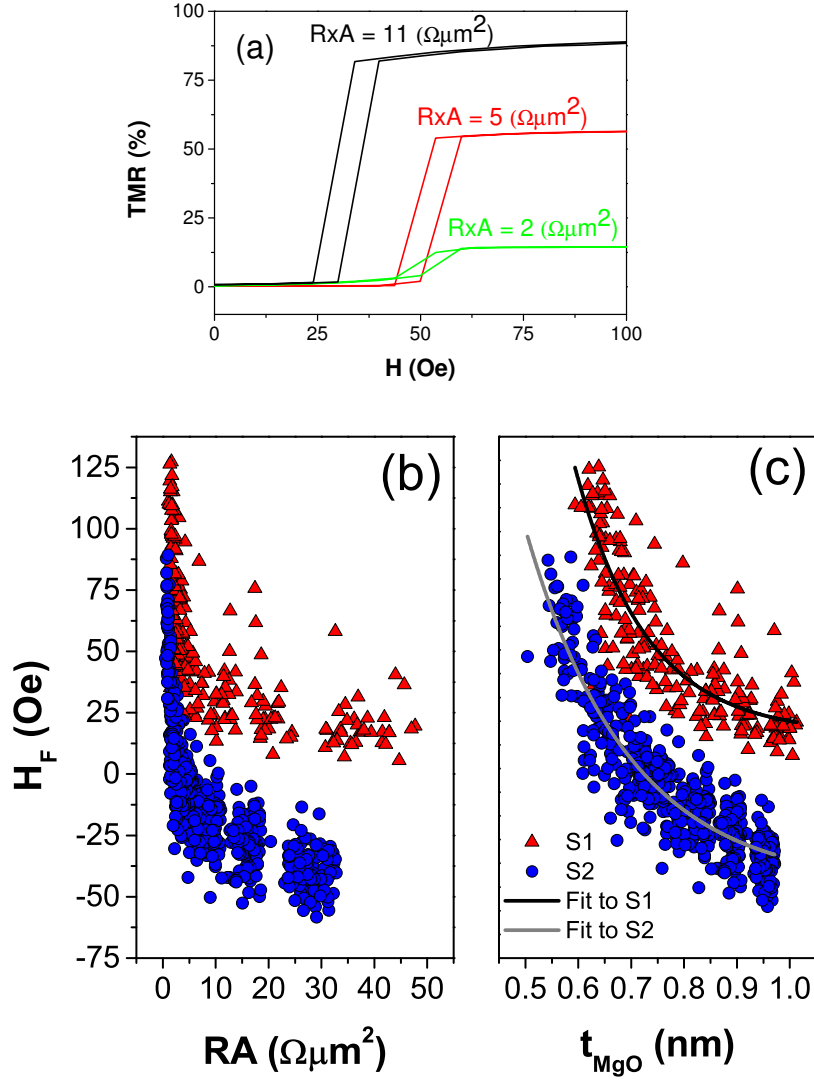 (a)
RxA = 11 (Ωμm²)
RxA = 5 (Ωμm²)
RxA = 2 (Ωμm²)
TMR (%)
100
75
50
25
0
0 25 50 75 100
H (Oe)
(b) (c)
H_F (Oe)
125
100
75
50
25
0
-25
-50
-75
S1
S2
Fit to S1
Fit to S2
0 10 20 30 40 50 0.5 0.6 0.7 0.8 0.9 1.0
RA (Ωμm²) t_MgO (nm)